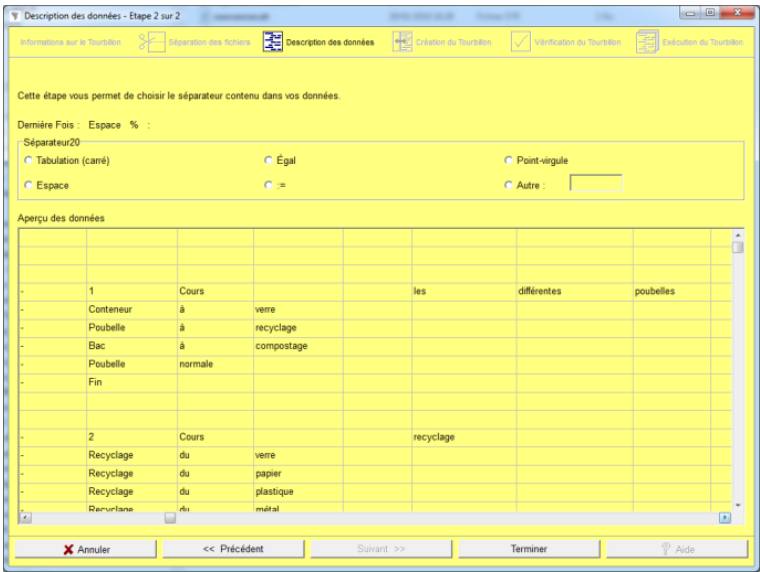 Description des données - Etape 2 sur 2
Informations sur le Tourbillon Séparation des fichiers Description des données Création du Tourbillon Vérification du Tourbillon Exécution du Tourbillon
Cette étape vous permet de choisir le séparateur contenu dans vos données.
Dernière Fois : Espace % :
Séparateur20
Tabulation (carré) Égal Point-virgule
Espace := Autre :
Aperçu des données
- 1 Cours les différentes poubelles
- Conteneur à verre
- Poubelle à recyclage
- Bac à compostage
- Poubelle normale
- Fin
- 2 Cours recyclage
- Recyclage du verre
- Recyclage du papier
- Recyclage du plastique
- Recyclage du métal
Annuler << Précédent Suivant >> Terminer Aide